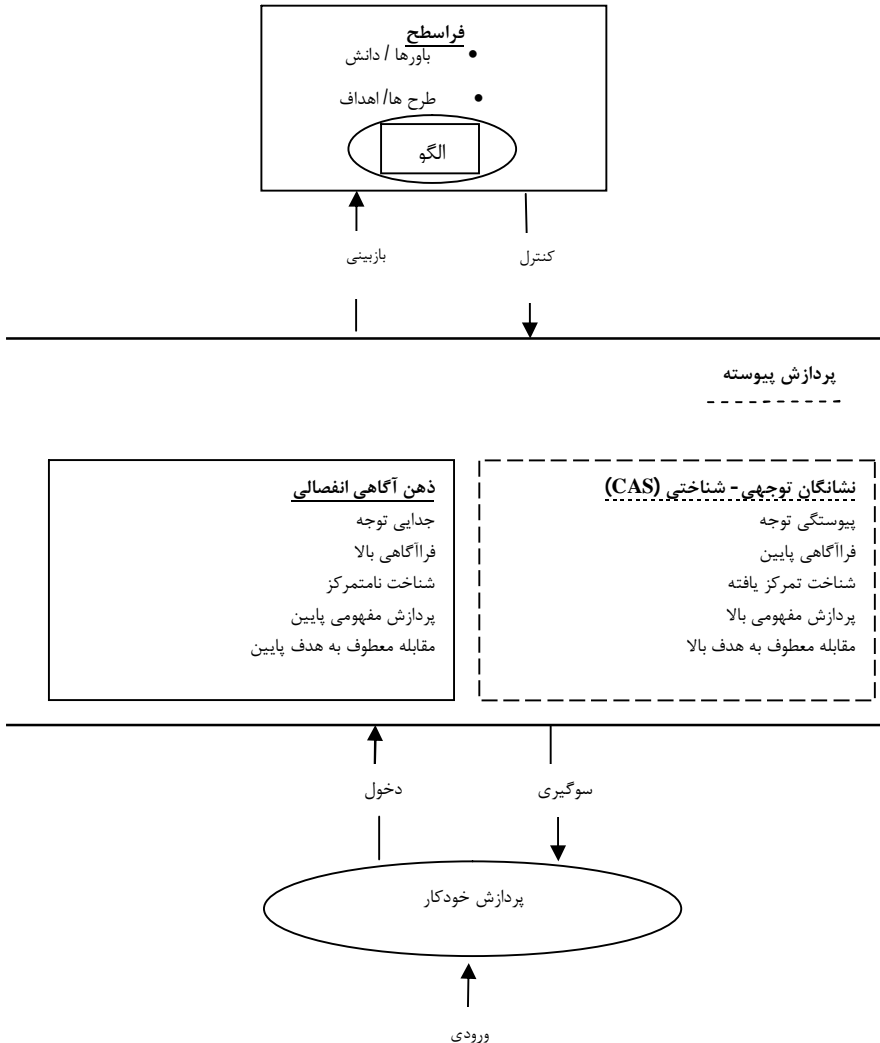 فراسطح
• باورها / دانش
• طرح ها/ اهداف
الگو
کنترل
بازبینی
پردازش پیوسته
نشانگان توجهی- شناختی (CAS)
پیوستگی توجه
فراآگاهی پایین
شناخت تمرکز یافته
پردازش مفهومی بالا
مقابله معطوف به هدف بالا
ذهن آگاهی انفصالی
جدایی توجه
فراآگاهی بالا
شناخت نامتمرکز
پردازش مفهومی پایین
مقابله معطوف به هدف پایین
سوگیری
دخول
پردازش خودکار
ورودی